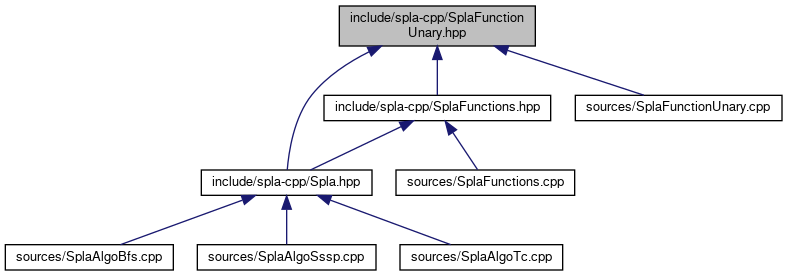 include/spla-cpp/SplaFunction
Unary.hpp
include/spla-cpp/SplaFunctions.hpp
sources/SplaFunctionUnary.cpp
include/spla-cpp/Spla.hpp
sources/SplaFunctions.cpp
sources/SplaAlgoBfs.cpp
sources/SplaAlgoSssp.cpp
sources/SplaAlgoTc.cpp